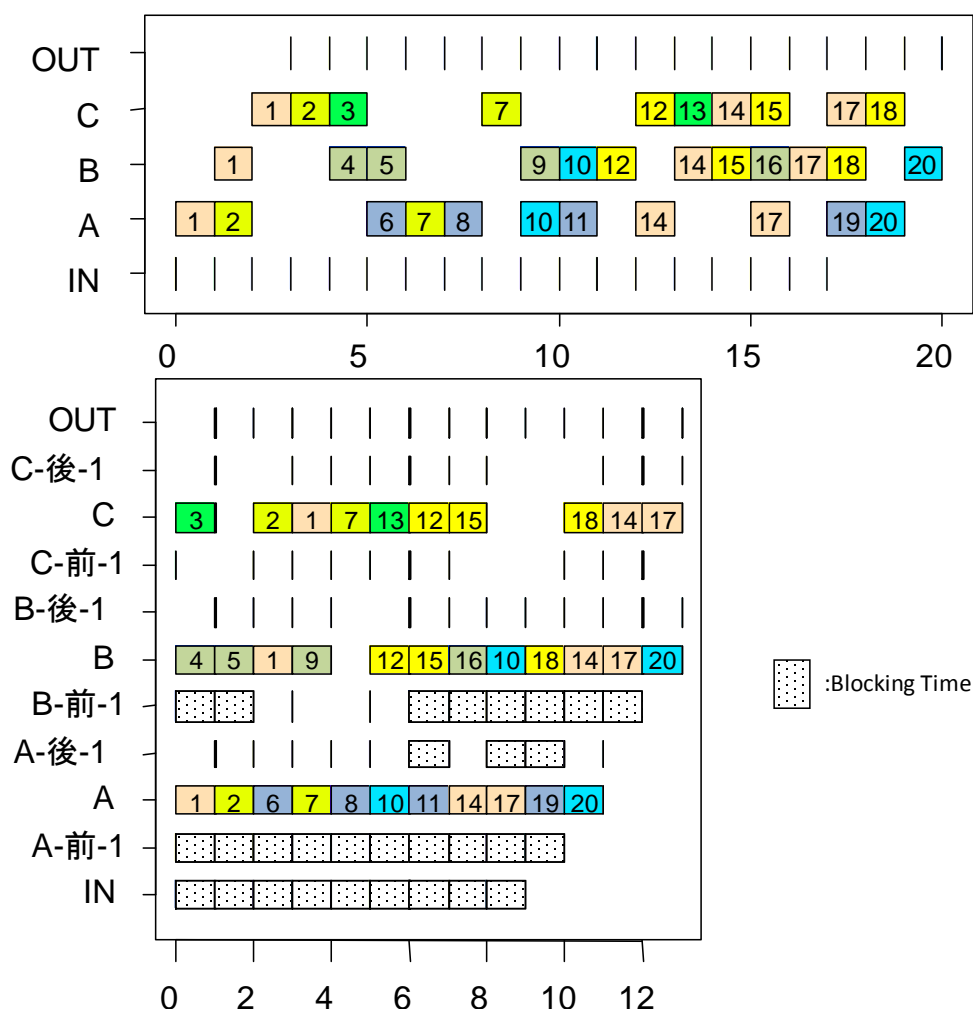 OUT
C 1 2 3 7 12 13 14 15 17 18
B 1 4 5 9 10 12 14 15 16 17 18 20
A 1 2 6 7 8 10 11 14 17 19 20
IN
0 5 10 15 20
OUT
C-後-1
C 3 2 1 7 13 12 15 18 14 17
C-前-1
B-後-1
B 4 5 1 9 12 15 16 10 18 14 17 20
B-前-1 :Blocking Time
A-後-1
A 1 2 6 7 8 10 11 14 17 19 20
A-前-1
IN
0 2 4 6 8 10 12